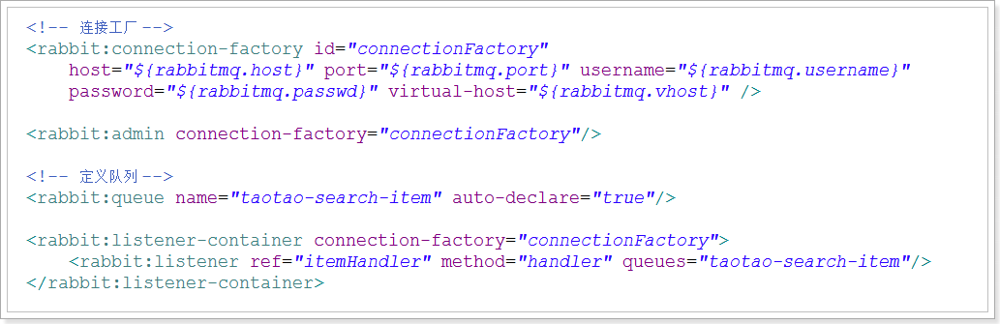 <!-- 连接工厂 -->
<rabbit:connection-factory id="connectionFactory"
host="${rabbitmq.host}" port="${rabbitmq.port}" username="${rabbitmq.username}"
password="${rabbitmq.passwd}" virtual-host="${rabbitmq.vhost}" />
<rabbit:admin connection-factory="connectionFactory"/>
<!-- 定义队列 -->
<rabbit:queue name="taotao-search-item" auto-declare="true"/>
<rabbit:listener-container connection-factory="connectionFactory">
<rabbit:listener ref="itemHandler" method="handler" queues="taotao-search-item"/>
</rabbit:listener-container>